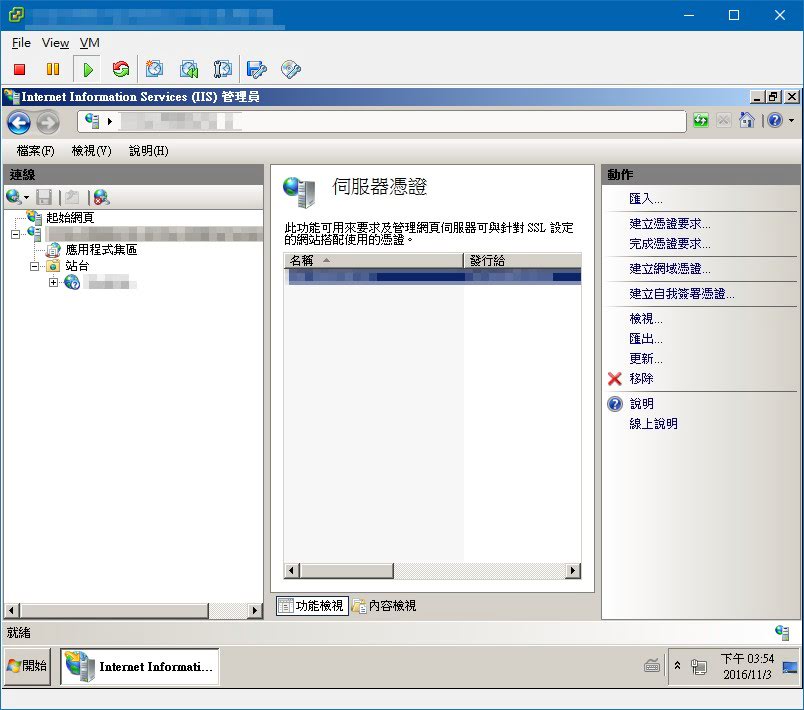 File View VM
Internet Information Services (IIS) 管理員
檔案(F) 檢視(V) 說明(H)
連線
起始網頁
應用程式集區
站台
伺服器憑證
此功能可用來要求及管理網頁伺服器可與針對 SSL 設定
的網站搭配使用的憑證。
名稱 發行給
功能檢視 內容檢視
動作
匯入...
建立憑證要求...
完成憑證要求...
建立網域憑證...
建立自我簽署憑證...
檢視...
匯出...
更新...
移除
說明
線上說明
就緒
開始 Internet Informati... 下午 03:54
2016/11/3